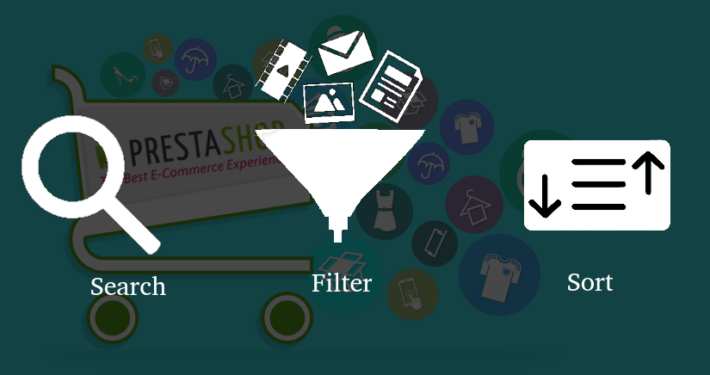 PRESTASHOP
Best E-Commerce Experience
Search
Filter
Sort